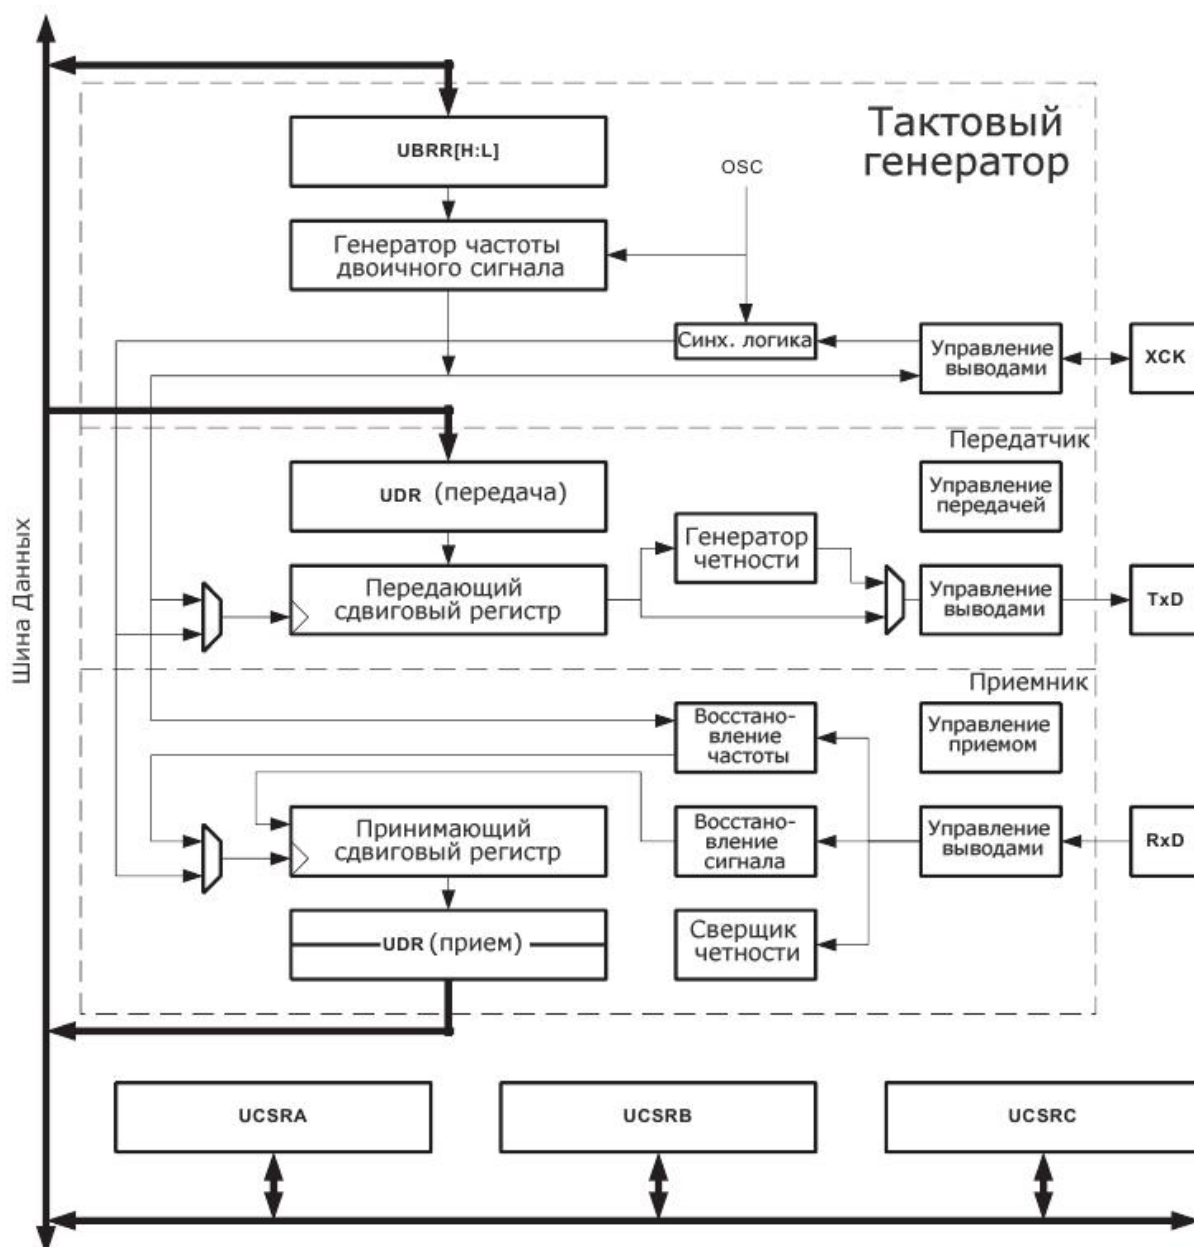 Тактовый
генератор
UBRR[H:L]
OSC
Генератор частоты
двоичного сигнала
Синх. логика
Управление
выводами
XCK
Передатчик
UDR (передача)
Управление
передачей
Шина Данных
Генератор
четности
Передающий
сдвиговый регистр
Управление
выводами
TxD
Приемник
Восстано-
вление
частоты
Управление
приемом
Принимающий
сдвиговый регистр
Восстано-
вление
сигнала
Управление
выводами
RxD
UDR (прием)
Сверщик
четности
UCSRA
UCSRB
UCSRC